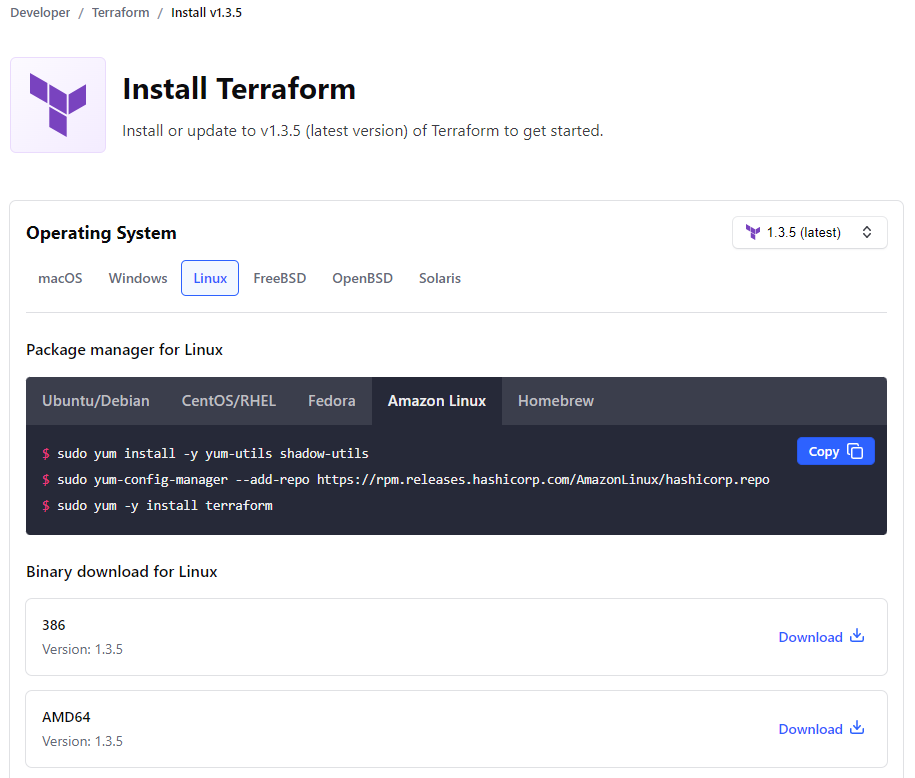 Developer / Terraform / Install v1.3.5
Install Terraform
Install or update to v1.3.5 (latest version) of Terraform to get started.
Operating System
1.3.5 (latest)
macOS Windows Linux FreeBSD OpenBSD Solaris
Package manager for Linux
Ubuntu/Debian CentOS/RHEL Fedora Amazon Linux Homebrew
$ sudo yum install -y yum-utils shadow-utils
Copy
$ sudo yum-config-manager --add-repo https://rpm.releases.hashicorp.com/AmazonLinux/hashicorp.repo
$ sudo yum -y install terraform
Binary download for Linux
386
Version: 1.3.5
Download
AMD64
Version: 1.3.5
Download